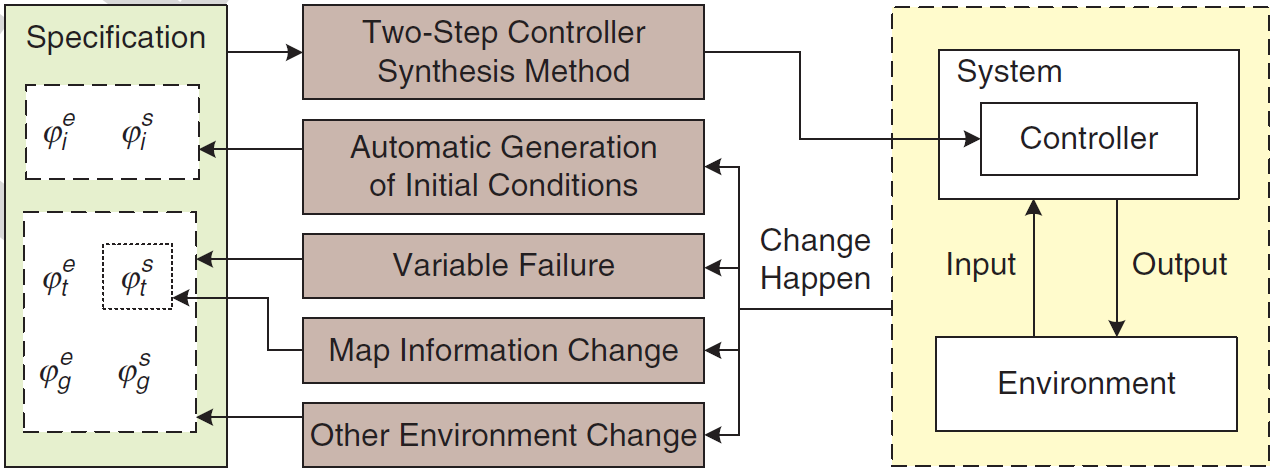 Specification
φ_i^e φ_i^s
φ_t^e φ_t^s
φ_g^e φ_g^s
Two-Step Controller
Synthesis Method
Automatic Generation
of Initial Conditions
Variable Failure
Map Information Change
Other Environment Change
Change
Happen
System
Controller
Input
Output
Environment